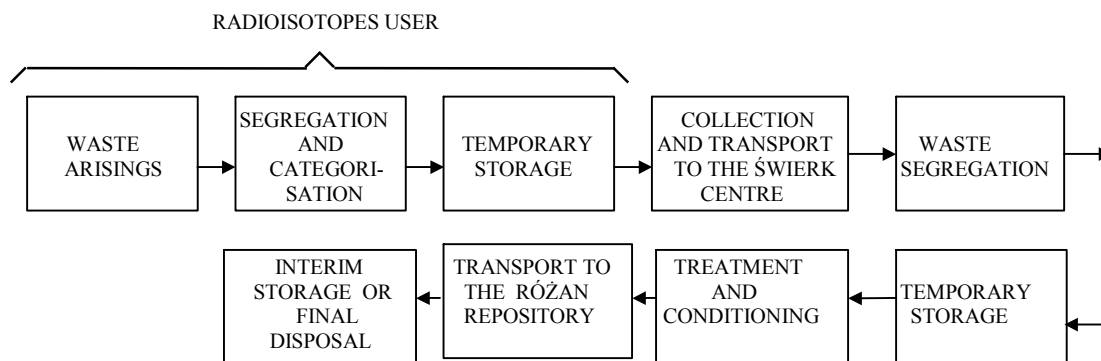 RADIOISOTOPES USER
WASTE
ARISINGS
SEGREGATION
AND
CATEGORI-
SATION
TEMPORARY
STORAGE
COLLECTION
AND TRANSPORT
TO THE ŚWIERK
CENTRE
WASTE
SEGREGATION
TEMPORARY
STORAGE
TREATMENT
AND
CONDITIONING
TRANSPORT TO
THE RÓŻAN
REPOSITORY
INTERIM
STORAGE OR
FINAL
DISPOSAL